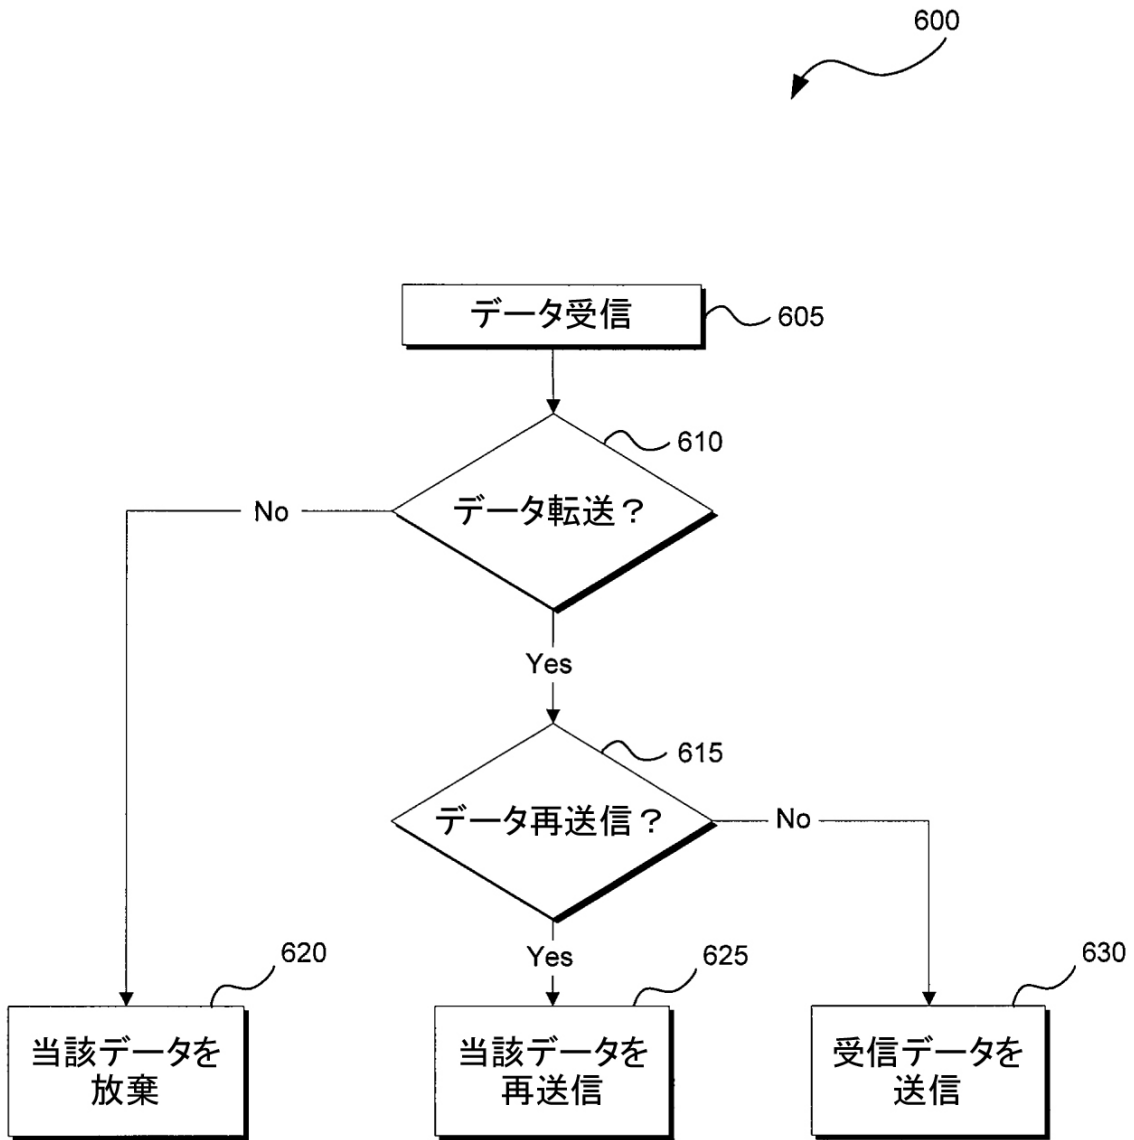 600
データ受信
605
610
データ転送？
No
Yes
615
データ再送信？
No
Yes
620
625
630
当該データを
放棄
当該データを
再送信
受信データを
送信